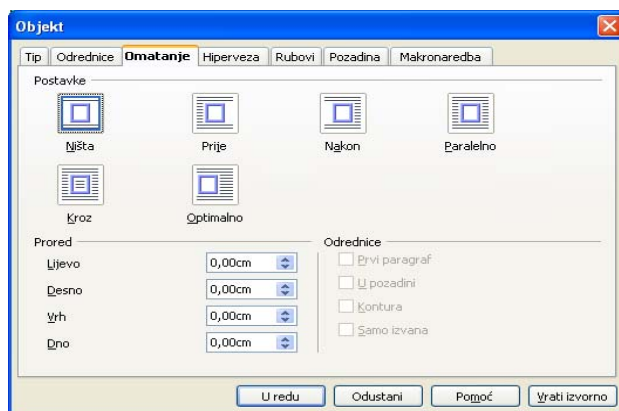 Objekt
Tip Odrednice Omatanje Hiperveza Rubovi Pozadina Makronaredba
Postavke
Ništa Prije Nakon Paralelno
Kroz Optimalno
Prored Odrednice
Lijevo 0,00cm Prvi paragraf
Desno 0,00cm U pozadini
Vrh 0,00cm Kontura
Dno 0,00cm Samo izvana
U redu Odustani Pomoć Vrati izvorno